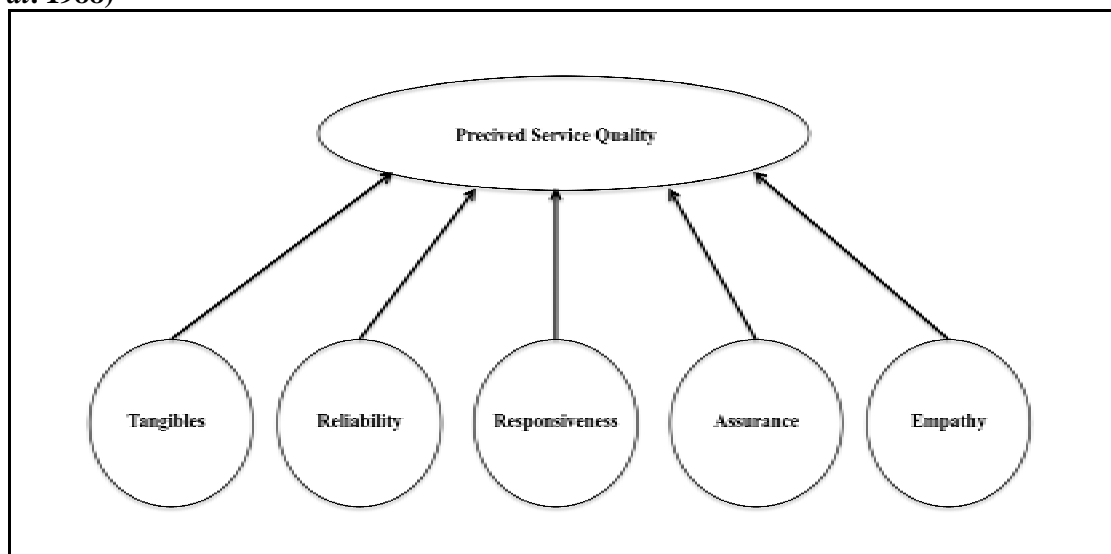 al. 1988)
Precived Service Quality
Tangibles
Reliability
Responsiveness
Assurance
Empathy